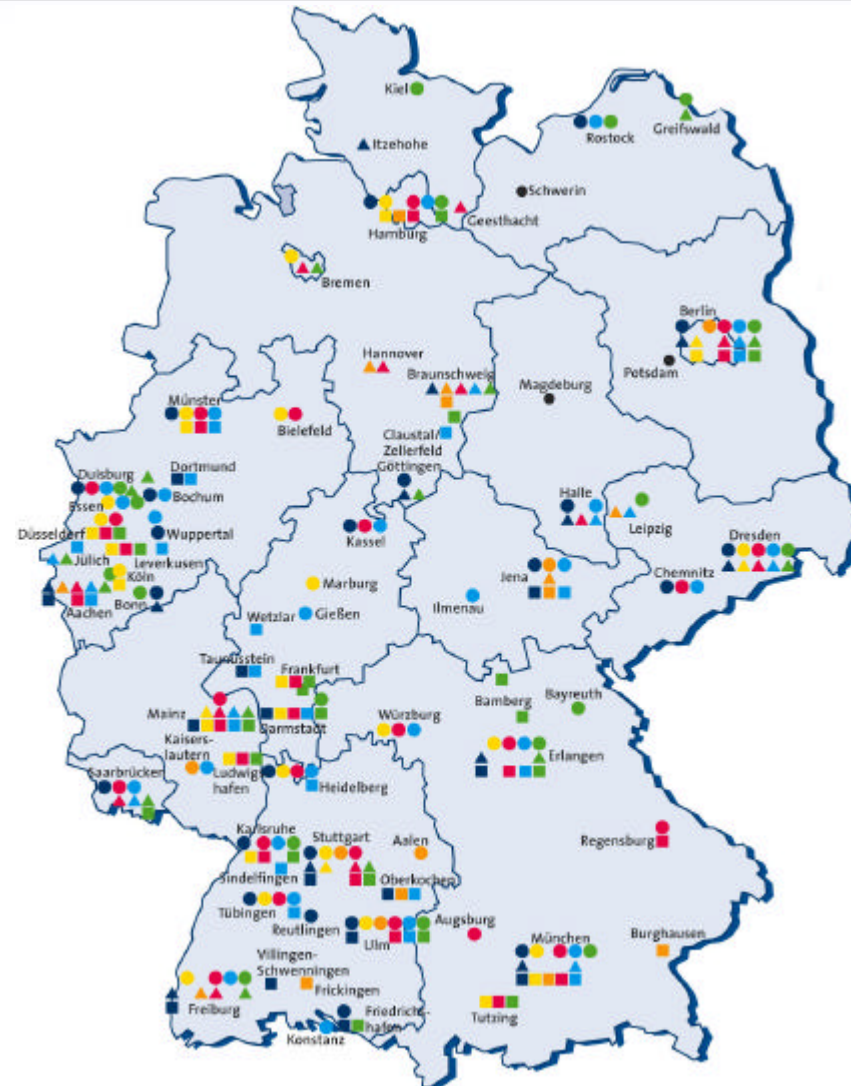 Kiel
Itzehohe
Rostock
Greifswald
Schwerin
Geesthacht
Hamburg
Bremen
Berlin
Potsdam
Hannover
Braunschweig
Magdeburg
Münster
Bielefeld
Claustal/
Zellerfeld
Göttingen
Dortmund
Duisburg
Bochum
Essen
Halle
Leipzig
Düsseldorf
Wuppertal
Kassel
Dresden
Jülich
Leverkusen
Köln
Marburg
Jena
Chemnitz
Aachen
Bonn
Wetzlar
Gießen
Ilmenau
Taunusstein
Frankfurt
Bamberg
Bayreuth
Mainz
Darmstadt
Würzburg
Kaisers-
lautern
Erlangen
Saarbrücken
Ludwigs-
hafen
Heidelberg
Karlsruhe
Stuttgart
Aalen
Regensburg
Sindelfingen
Oberkochen
Tübingen
Reutlingen
Ulm
Augsburg
München
Burghausen
Villingen-
Schwenningen
Frickingen
Freiburg
Friedrichs-
hafen
Tutzing
Konstanz